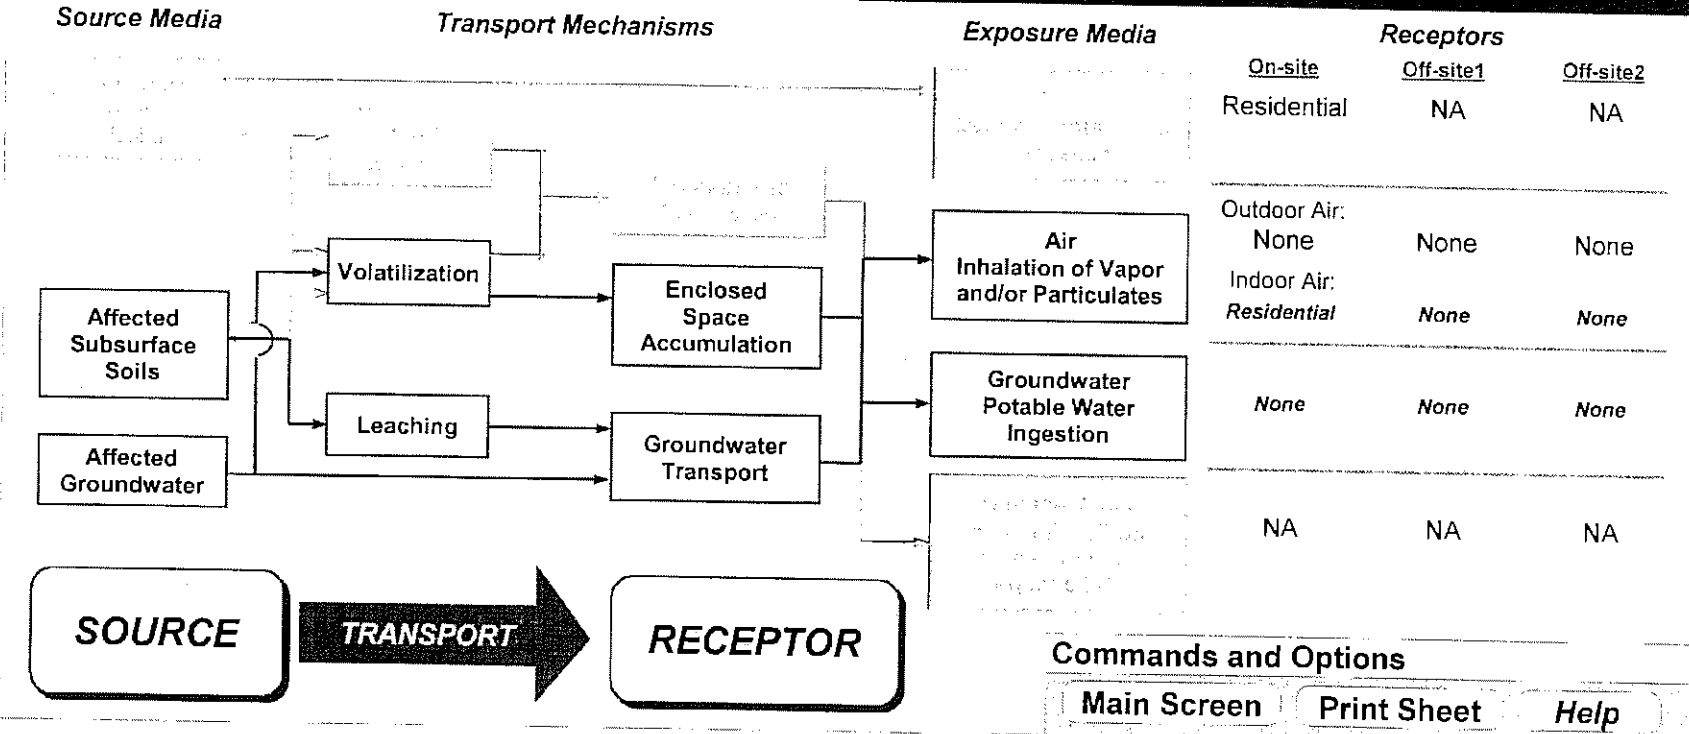 Source Media
Transport Mechanisms
Exposure Media
Receptors
On-site
Off-site1
Off-site2
Residential
NA
NA
Outdoor Air:
None
None
None
Indoor Air:
Residential
None
None
Volatilization
Enclosed
Space
Accumulation
Air
Inhalation of Vapor
and/or Particulates
Affected
Subsurface
Soils
Leaching
Groundwater
Transport
Groundwater
Potable Water
Ingestion
None
None
None
Affected
Groundwater
NA
NA
NA
SOURCE
TRANSPORT
RECEPTOR
Commands and Options
Main Screen
Print Sheet
Help